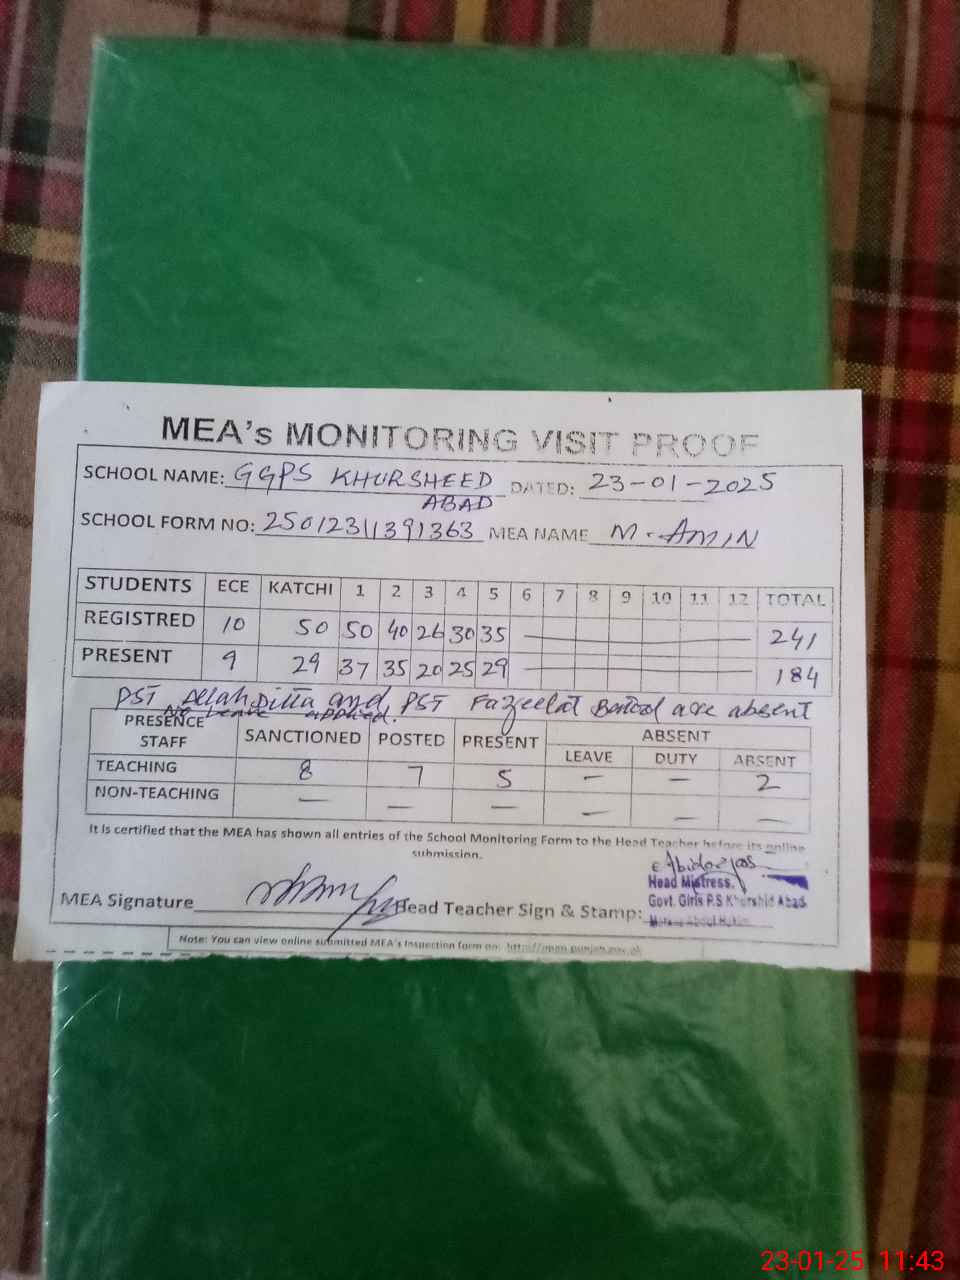 MEA's MONITORING VISIT PROOF
SCHOOL NAME: GGPS KHURSHEED ABAD DATED: 23-01-2025
SCHOOL FORM NO: 25012311391363 MEA NAME M. AMIN
STUDENTS ECE KATCHI 1 2 3 4 5 6 7 8 9 10 11 12 TOTAL
REGISTRED 10 50 50 40 26 30 35 241
PRESENT 9 29 37 35 20 25 29 184
PST Allah Ditta and PST Fazeelat are absent
No Leave applied.
PRESENCE STAFF SANCTIONED POSTED PRESENT ABSENT
LEAVE DUTY ABSENT
TEACHING 8 7 5 — — 2
NON-TEACHING — — — — — —
It is certified that the MEA has shown all entries of the School Monitoring Form to the Head Teacher before its online
submission.
MEA Signature Head Teacher Sign & Stamp:
Head Mistress.
Govt. Girls P.S Khurshid Abad
Note: You can view online submitted MEA's Inspection form on:
23-01-25 11:43